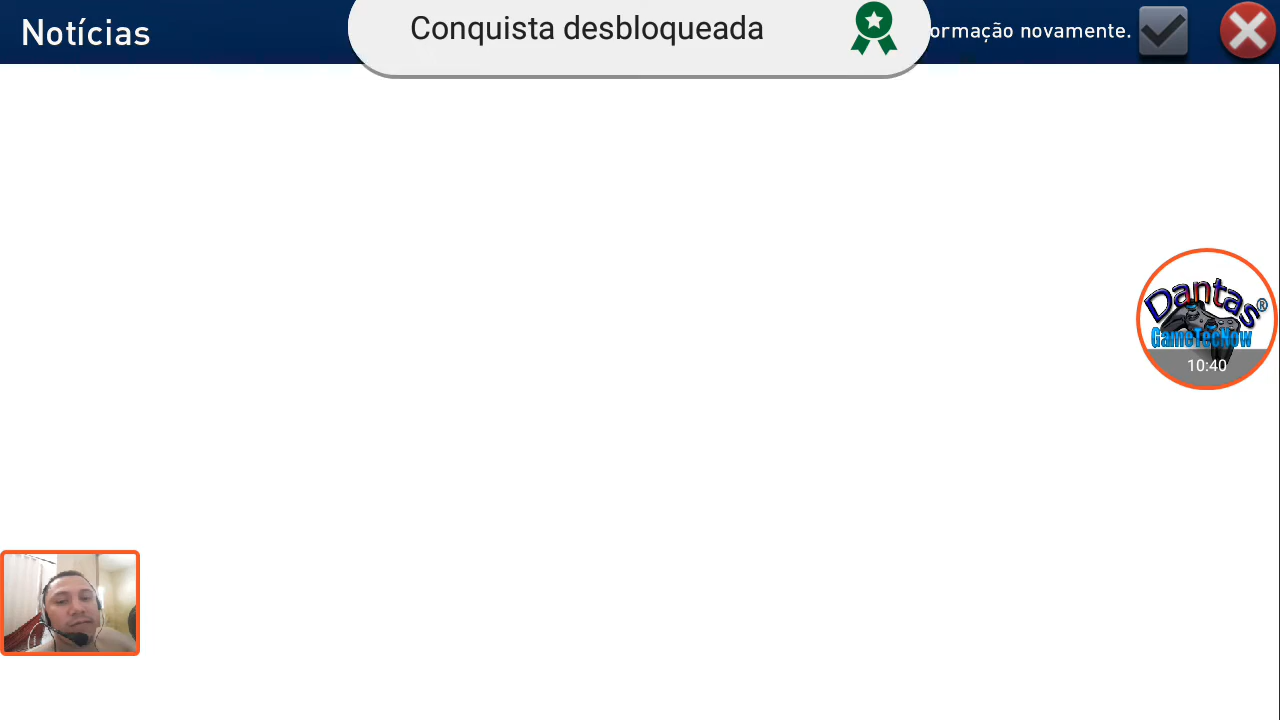 Notícias
Conquista desbloqueada
ormação novamente.
Dantas®
GameTecNow
10:40